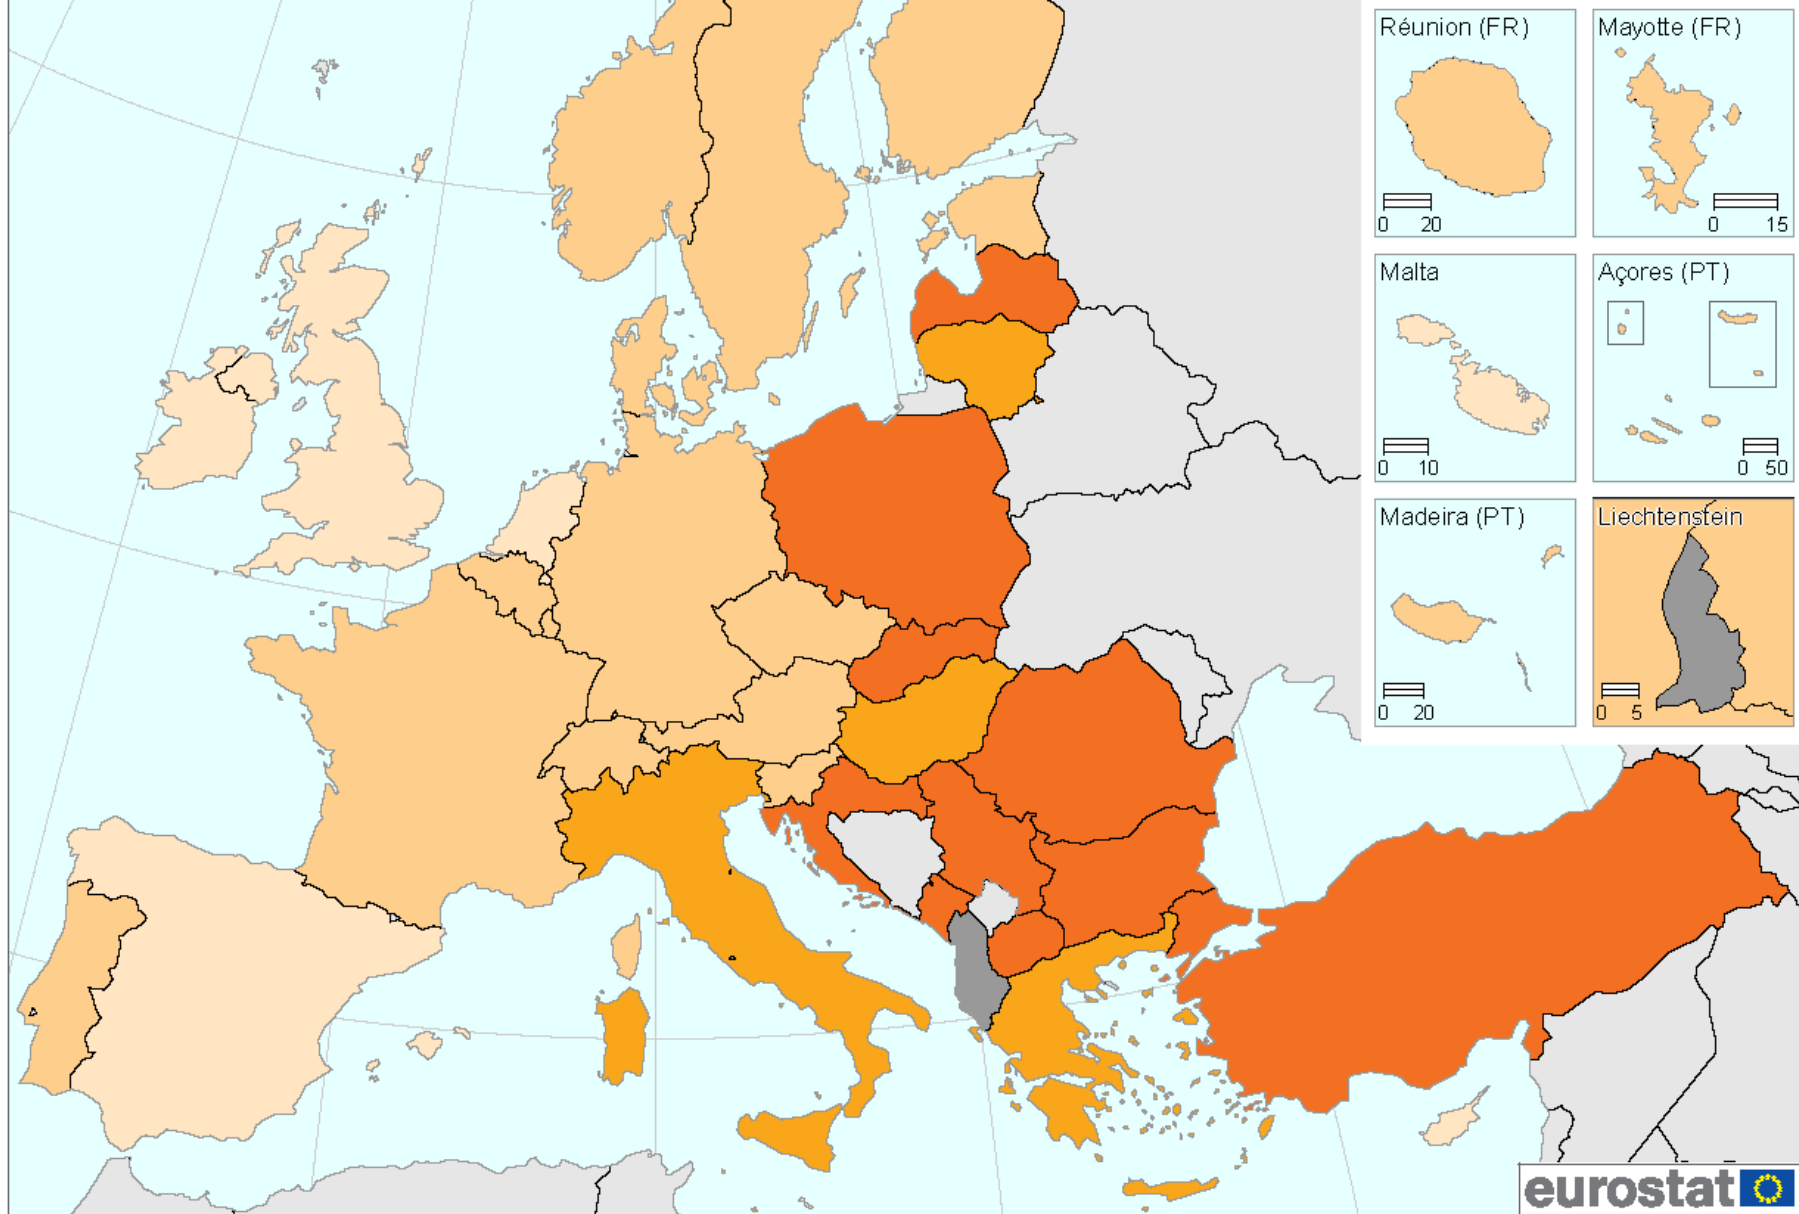 Réunion (FR)
0 20
Mayotte (FR)
0 15
Malta
0 10
Açores (PT)
0 50
Madeira (PT)
0 20
Liechtenstein
0 5
eurostat